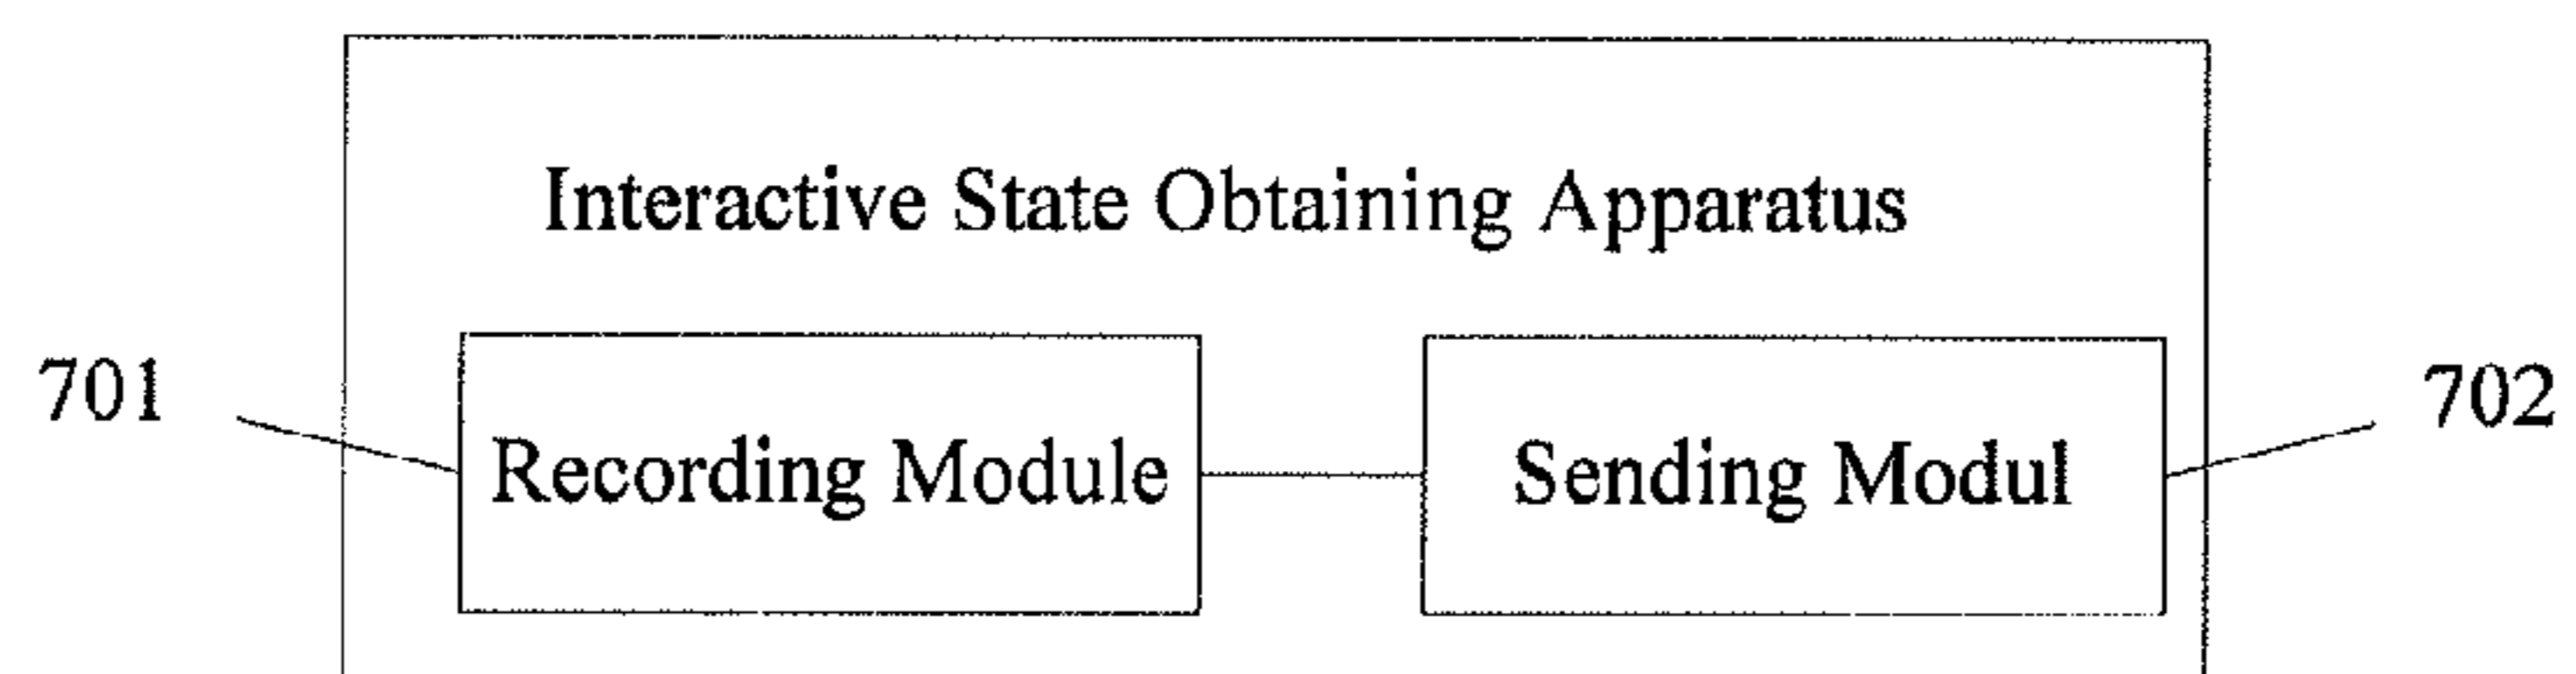 Interactive State Obtaining Apparatus
701
Recording Module
Sending Modul
702